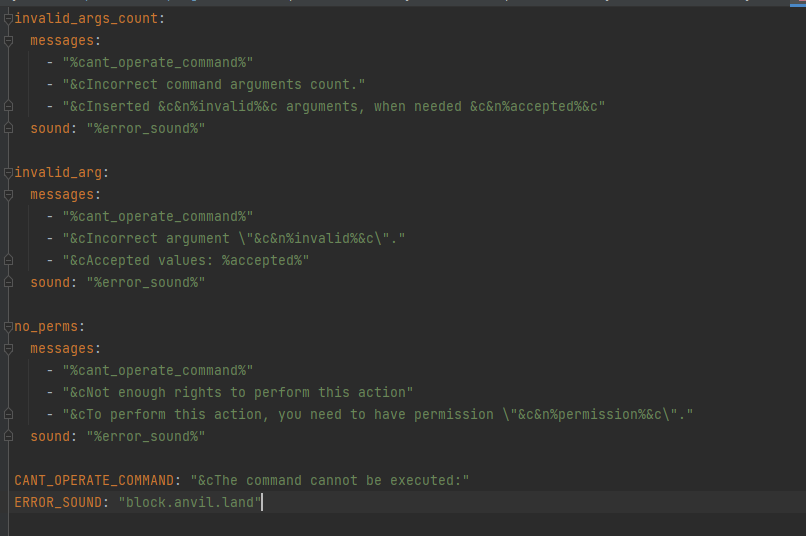 invalid_args_count:
  messages:
    - "%cant_operate_command%"
    - "&cIncorrect command arguments count."
    - "&cInserted &c&n%invalid%&c arguments, when needed &c&n%accepted%&c"
  sound: "%error_sound%"

invalid_arg:
  messages:
    - "%cant_operate_command%"
    - "&cIncorrect argument \"&c&n%invalid%&c\"."
    - "&cAccepted values: %accepted%"
  sound: "%error_sound%"

no_perms:
  messages:
    - "%cant_operate_command%"
    - "&cNot enough rights to perform this action"
    - "&cTo perform this action, you need to have permission \"&c&n%permission%&c\"."
  sound: "%error_sound%"

CANT_OPERATE_COMMAND: "&cThe command cannot be executed:"
ERROR_SOUND: "block.anvil.land"